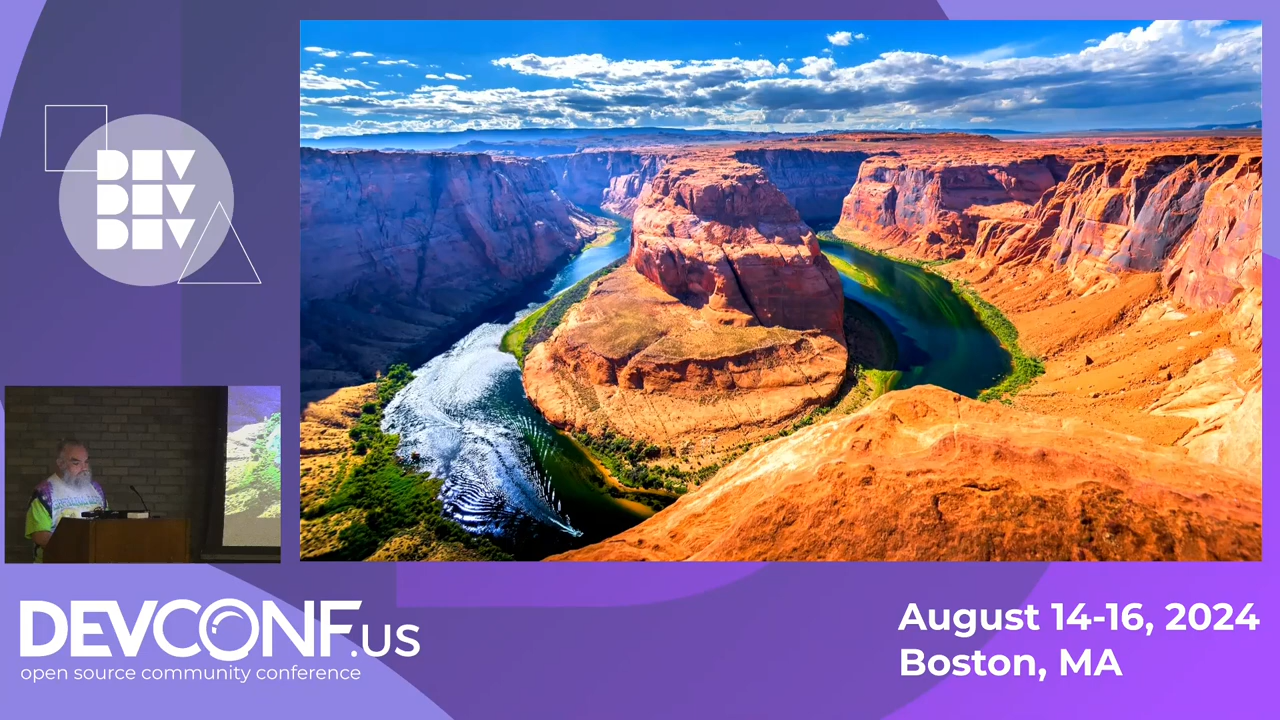 DEV
DEV
DEV
DEVCONF.US
open source community conference
August 14-16, 2024
Boston, MA